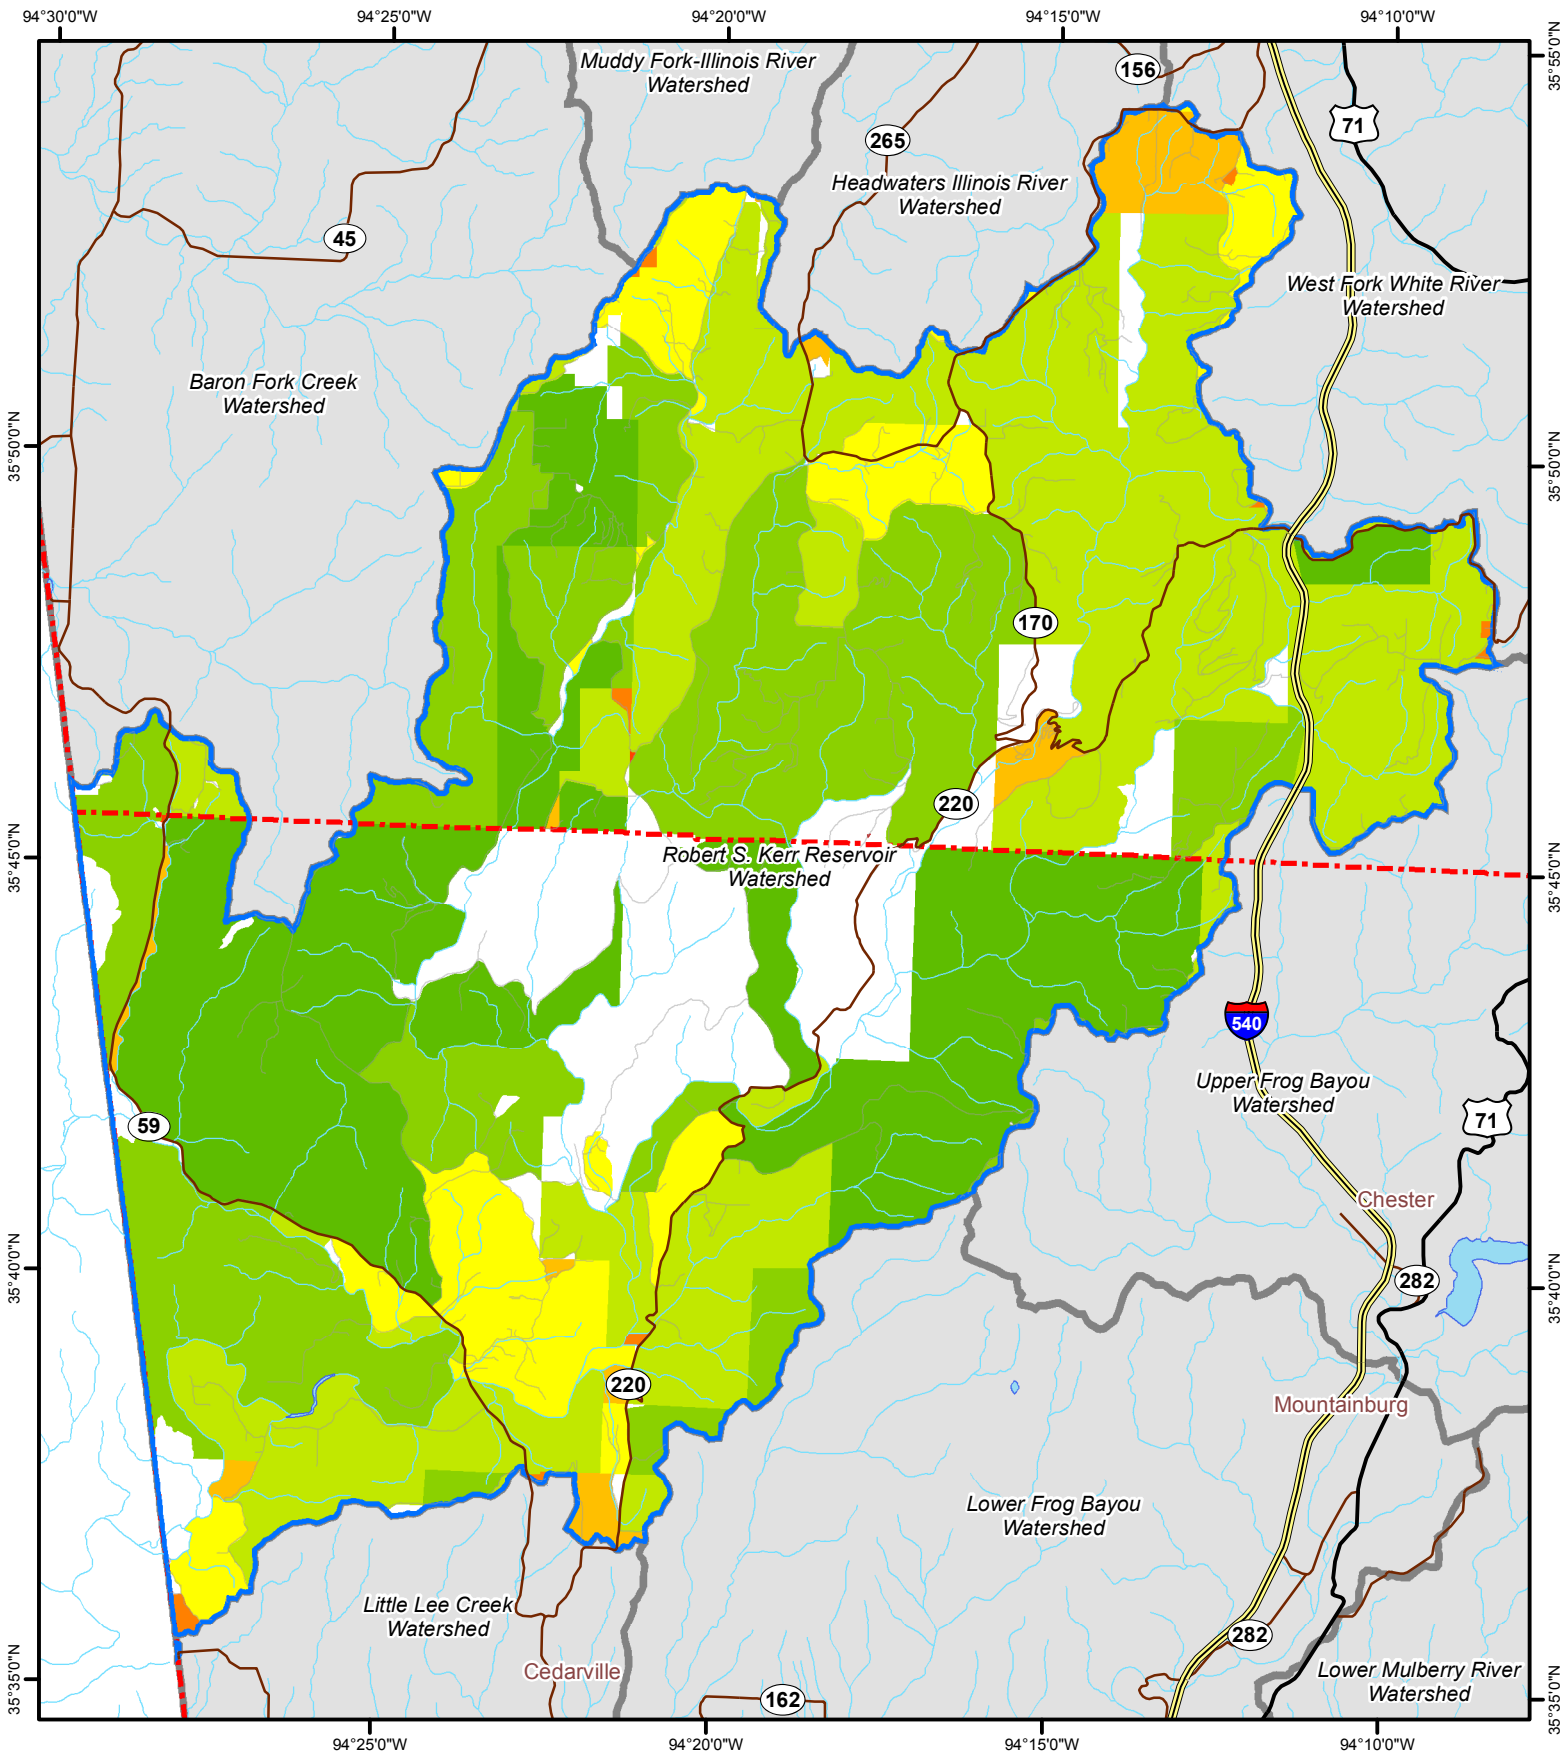 94°30'0"W
94°25'0"W
94°20'0"W
94°15'0"W
94°10'0"W
35°55'0"N
Muddy Fork-Illinois River
Watershed
156
71
265
Headwaters Illinois River
Watershed
45
West Fork White River
Watershed
Baron Fork Creek
Watershed
35°50'0"N
35°50'0"N
170
220
35°45'0"N
35°45'0"N
Robert S. Kerr Reservoir
Watershed
540
Upper Frog Bayou
Watershed
59
71
Chester
35°40'0"N
35°40'0"N
282
220
Mountainburg
Lower Frog Bayou
Watershed
Little Lee Creek
Watershed
282
Cedarville
162
Lower Mulberry River
Watershed
35°35'0"N
35°35'0"N
94°25'0"W
94°20'0"W
94°15'0"W
94°10'0"W